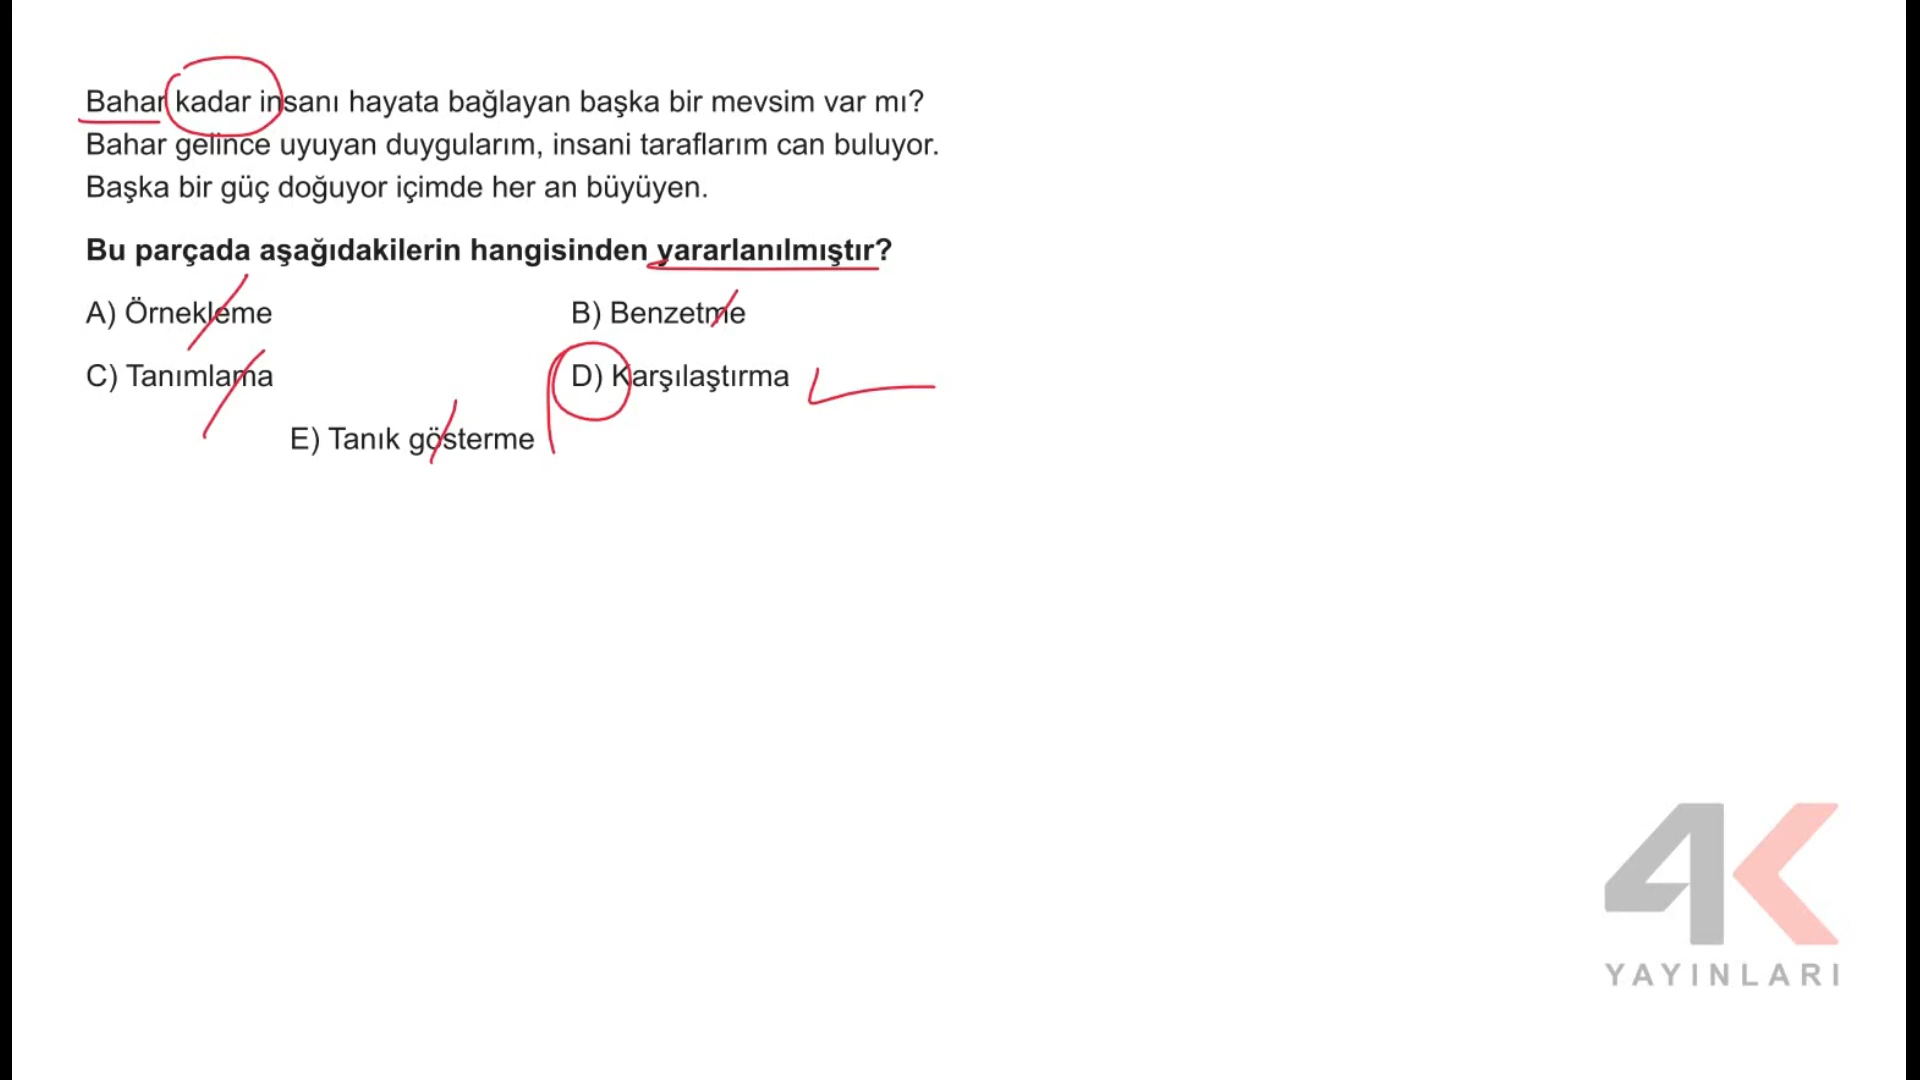 Bahar kadar insanı hayata bağlayan başka bir mevsim var mı?
Bahar gelince uyuyan duygularım, insani taraflarım can buluyor.
Başka bir güç doğuyor içimde her an büyüyen.
Bu parçada aşağıdakilerin hangisinden yararlanılmıştır?
A) Örnekleme B) Benzetme
C) Tanımlama D) Karşılaştırma
E) Tanık gösterme
4K
YAYINLARI